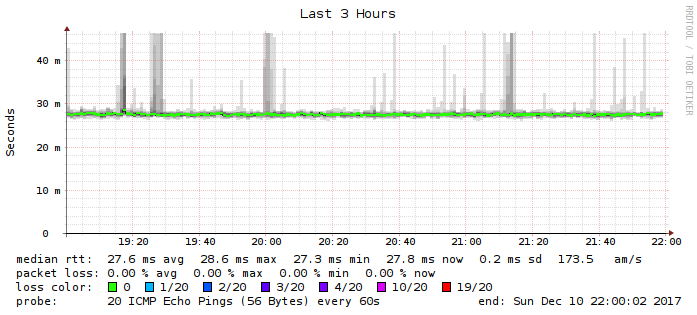 Last 3 Hours
RRDTOOL / TOBI OETIKER
Seconds
40 m
30 m
20 m
10 m
0
19:20 19:40 20:00 20:20 20:40 21:00 21:20 21:40 22:00
median rtt: 27.6 ms avg 28.6 ms max 27.3 ms min 27.8 ms now 0.2 ms sd 173.5 am/s
packet loss: 0.00 % avg 0.00 % max 0.00 % min 0.00 % now
loss color: 0 1/20 2/20 3/20 4/20 10/20 19/20
probe: 20 ICMP Echo Pings (56 Bytes) every 60s end: Sun Dec 10 22:00:02 2017